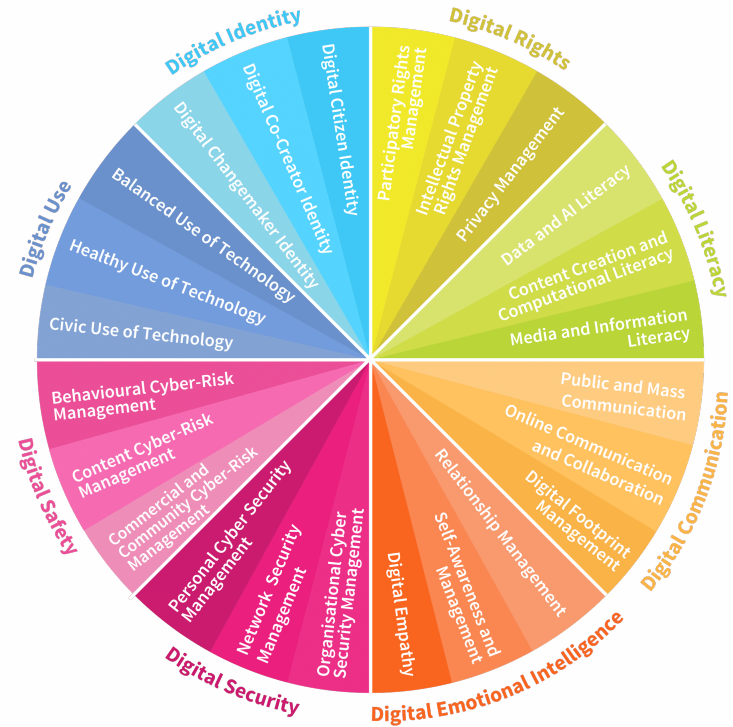 Digital Identity
Digital Citizen Identity
Digital Co-Creator Identity
Digital Changemaker Identity
Digital Rights
Participatory Rights
Management
Intellectual Property
Rights Management
Privacy Management
Digital Literacy
Data and AI Literacy
Content Creation and
Computational Literacy
Media and Information
Literacy
Digital Communication
Public and Mass
Communication
Online Communication
and Collaboration
Digital Footprint
Management
Digital Emotional Intelligence
Relationship Management
Self-Awareness and
Management
Digital Empathy
Digital Security
Organisational Cyber
Security Management
Network Security
Management
Personal Cyber Security
Management
Digital Safety
Commercial and
Community Cyber-Risk
Management
Content Cyber-Risk
Management
Behavioural Cyber-Risk
Management
Digital Use
Civic Use of Technology
Healthy Use of Technology
Balanced Use of Technology